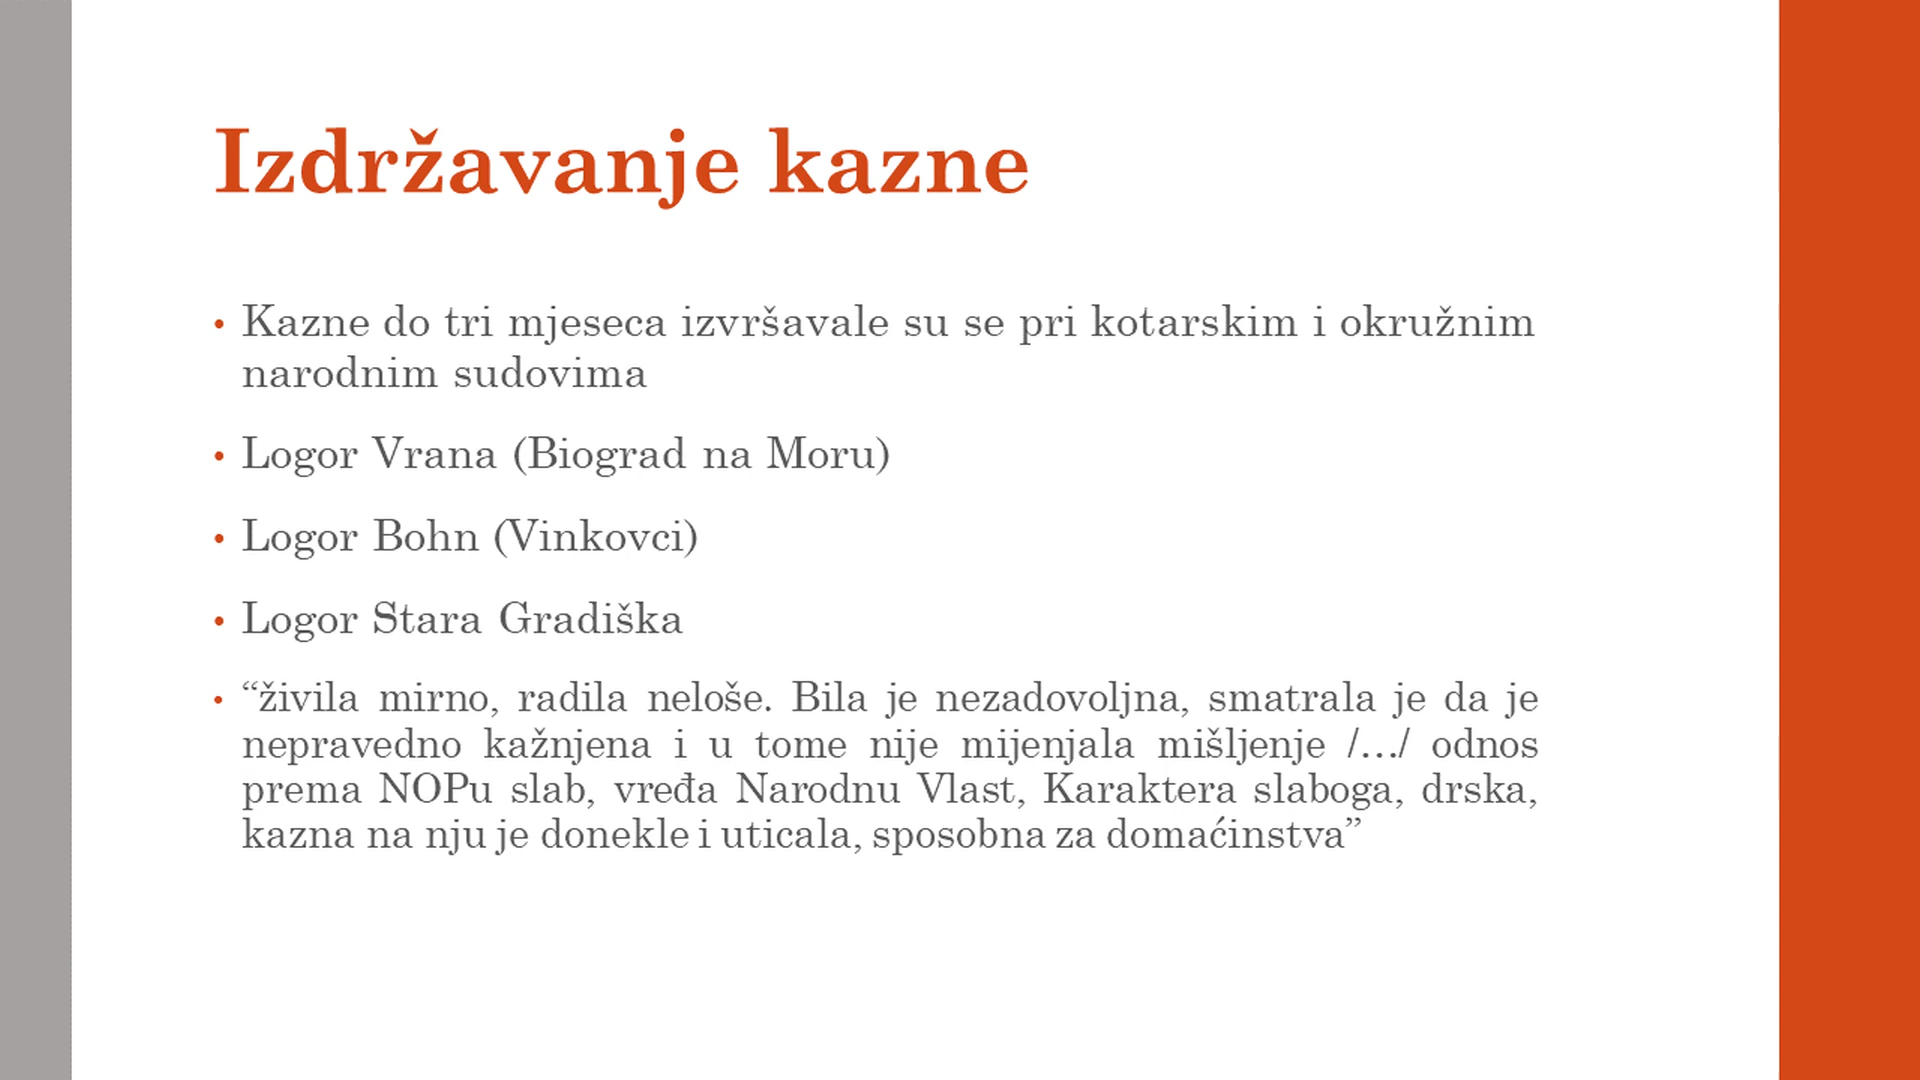 Izdržavanje kazne
• Kazne do tri mjeseca izvršavale su se pri kotarskim i okružnim
narodnim sudovima
• Logor Vrana (Biograd na Moru)
• Logor Bohn (Vinkovci)
• Logor Stara Gradiška
• “živila mirno, radila neloše. Bila je nezadovoljna, smatrala je da je
nepravedno kažnjena i u tome nije mijenjala mišljenje /…/ odnos
prema NOPu slab, vređa Narodnu Vlast, Karaktera slaboga, drska,
kazna na nju je donekle i uticala, sposobna za domaćinstva”